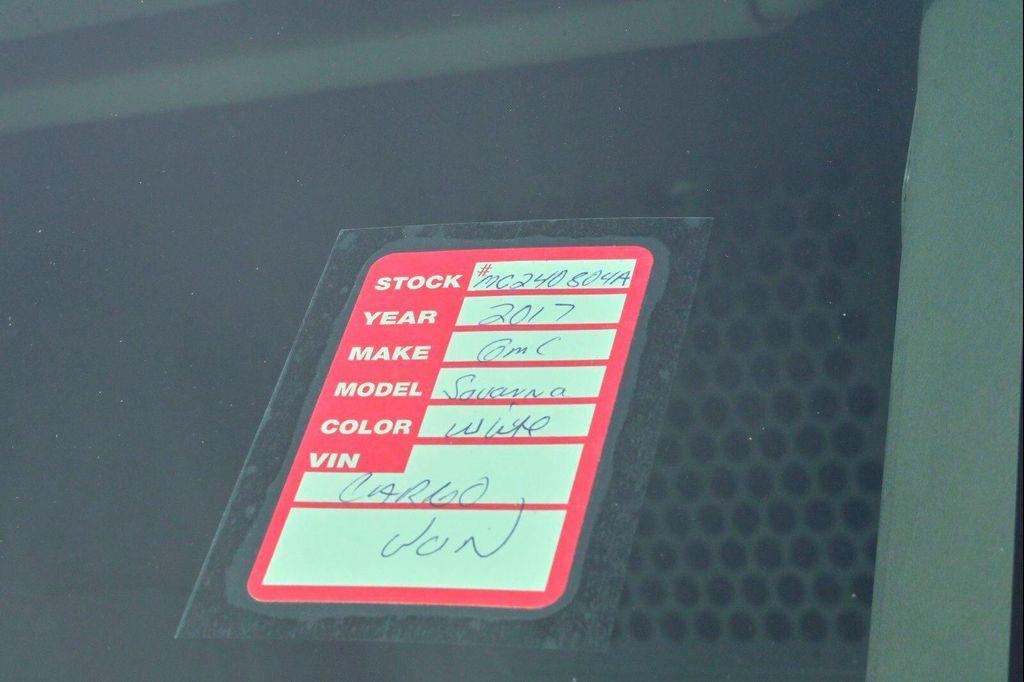 STOCK # MC240804A
YEAR 2017
MAKE GMC
MODEL Savanna
COLOR White
VIN
CARGO
Van